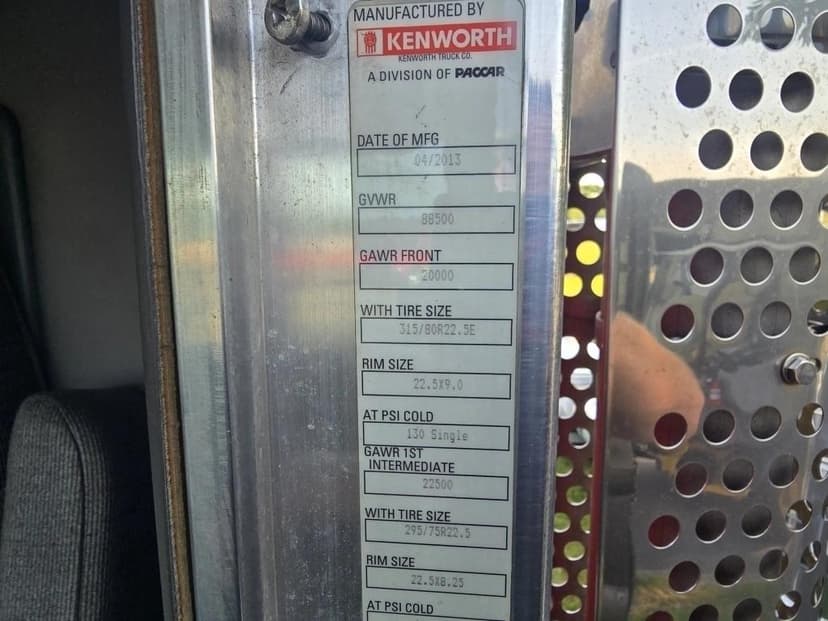 MANUFACTURED BY
KENWORTH
KENWORTH TRUCK CO.
A DIVISION OF PACCAR
DATE OF MFG
04/2013
GVWR
88500
GAWR FRONT
20000
WITH TIRE SIZE
315/80R22.5E
RIM SIZE
22.5X9.0
AT PSI COLD
130 Single
GAWR 1ST
INTERMEDIATE
22500
WITH TIRE SIZE
295/75R22.5
RIM SIZE
22.5X8.25
AT PSI COLD